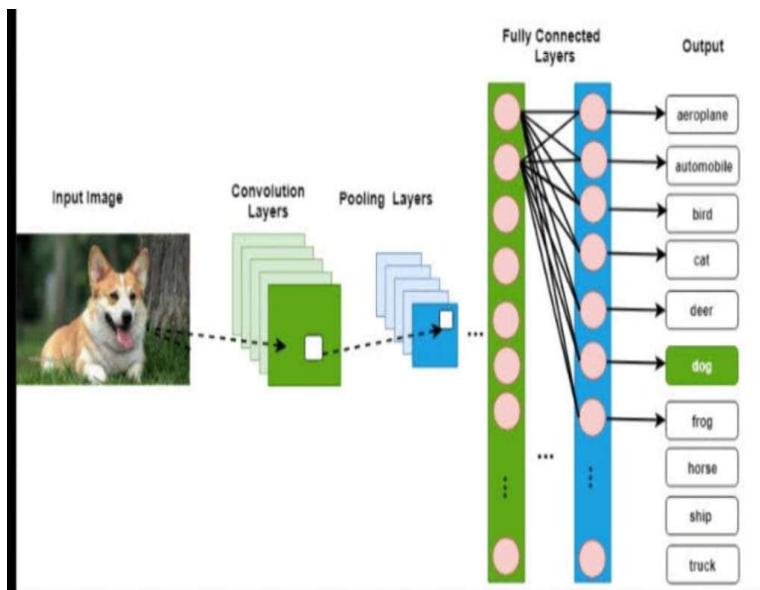 Fully Connected
Layers
Output
Input Image
Convolution
Layers
Pooling Layers
aeroplane
automobile
bird
cat
deer
dog
frog
horse
ship
truck
...
...